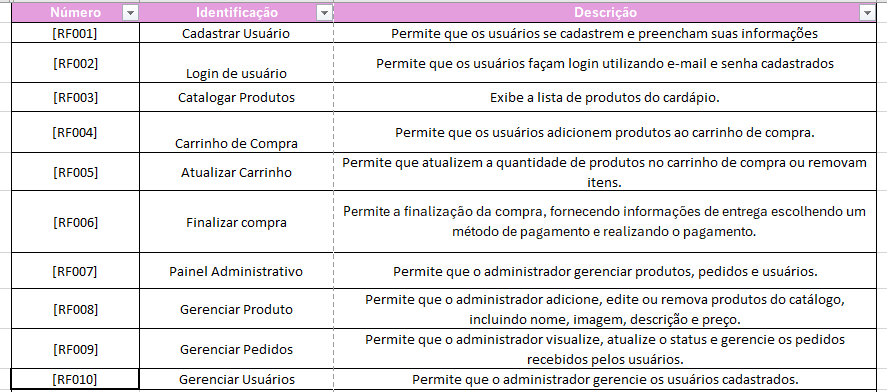 Número Identificação Descrição
[RF001] Cadastrar Usuário Permite que os usuários se cadastrem e preencham suas informações
[RF002] Login de usuário Permite que os usuários façam login utilizando e-mail e senha cadastrados
[RF003] Catalogar Produtos Exibe a lista de produtos do cardápio.
[RF004] Carrinho de Compra Permite que os usuários adicionem produtos ao carrinho de compra.
[RF005] Atualizar Carrinho Permite que atualizem a quantidade de produtos no carrinho de compra ou removam
itens.
[RF006] Finalizar compra Permite a finalização da compra, fornecendo informações de entrega escolhendo um
método de pagamento e realizando o pagamento.
[RF007] Painel Administrativo Permite que o administrador gerenciar produtos, pedidos e usuários.
[RF008] Gerenciar Produto Permite que o administrador adicione, edite ou remova produtos do catálogo,
incluindo nome, imagem, descrição e preço.
[RF009] Gerenciar Pedidos Permite que o administrador visualize, atualize o status e gerencie os pedidos
recebidos pelos usuários.
[RF010] Gerenciar Usuários Permite que o administrador gerencie os usuários cadastrados.